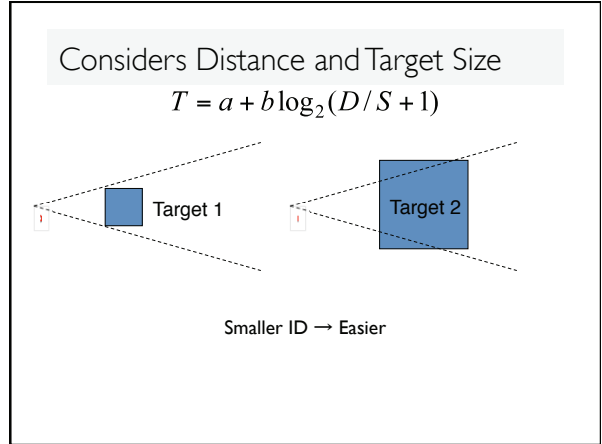 Considers Distance and Target Size
T = a + b log₂(D / S + 1)
Target 1
Target 2
Smaller ID → Easier